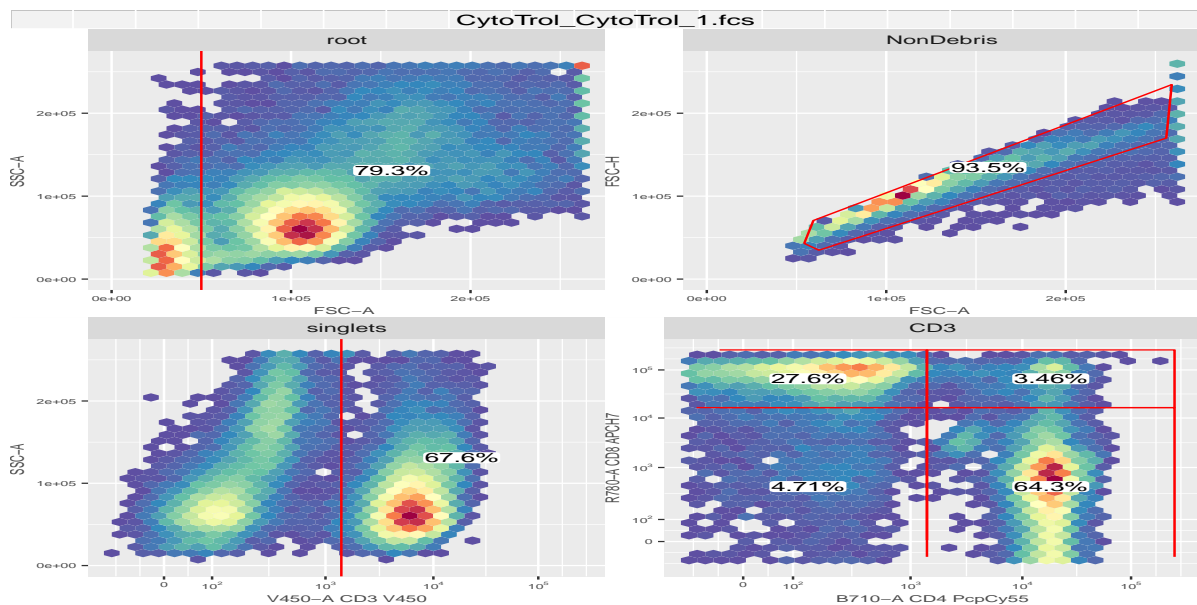 CytoTrol_CytoTrol_1.fcs
root
SSC−A
2e+05
1e+05
0e+00
79.3%
0e+00 1e+05 2e+05
FSC−A
NonDebris
FSC−H
2e+05
1e+05
0e+00
93.5%
0e+00 1e+05 2e+05
FSC−A
singlets
SSC−A
2e+05
1e+05
0e+00
67.6%
0 10² 10³ 10⁴ 10⁵
V450−A CD3 V450
CD3
R780−A CD8 APCH7
10⁵
10⁴
10³
10²
0
27.6% 3.46%
4.71% 64.3%
0 10² 10³ 10⁴ 10⁵
B710−A CD4 PcpCy55